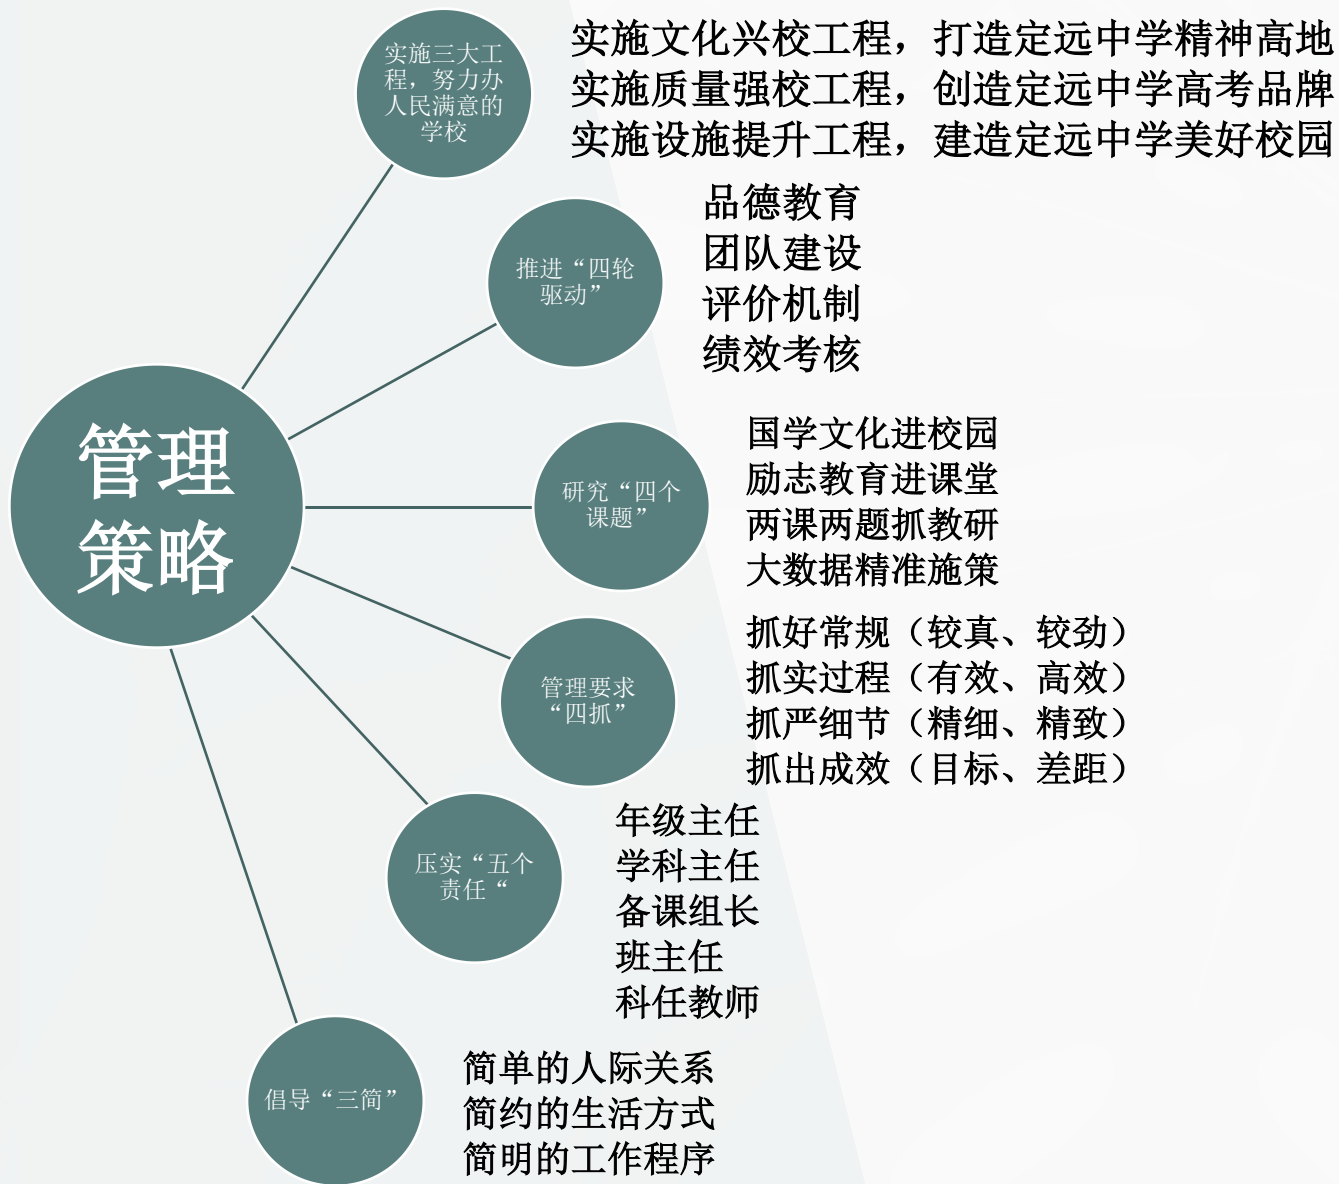 管理
策略
实施三大工
程，努力办
人民满意的
学校
实施文化兴校工程，打造定远中学精神高地
实施质量强校工程，创造定远中学高考品牌
实施设施提升工程，建造定远中学美好校园
推进“四轮
驱动”
品德教育
团队建设
评价机制
绩效考核
研究“四个
课题”
国学文化进校园
励志教育进课堂
两课两题抓教研
大数据精准施策
管理要求
“四抓”
抓好常规（较真、较劲）
抓实过程（有效、高效）
抓严细节（精细、精致）
抓出成效（目标、差距）
压实“五个
责任“
年级主任
学科主任
备课组长
班主任
科任教师
倡导“三简”
简单的人际关系
简约的生活方式
简明的工作程序